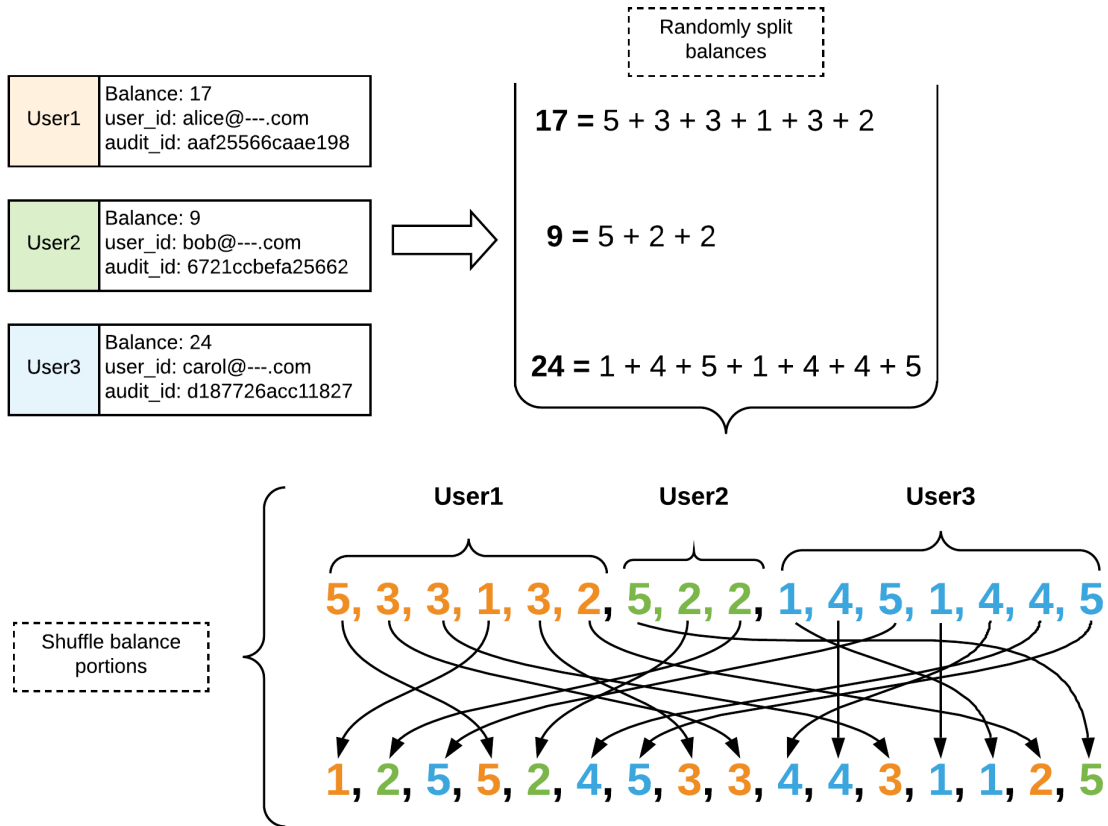 Randomly split
balances
User1
Balance: 17
user_id: alice@---.com
audit_id: aaf25566caae198
17 = 5 + 3 + 3 + 1 + 3 + 2
User2
Balance: 9
user_id: bob@---.com
audit_id: 6721ccbefa25662
9 = 5 + 2 + 2
User3
Balance: 24
user_id: carol@---.com
audit_id: d187726acc11827
24 = 1 + 4 + 5 + 1 + 4 + 4 + 5
User1 User2 User3
5, 3, 3, 1, 3, 2, 5, 2, 2, 1, 4, 5, 1, 4, 4, 5
Shuffle balance
portions
1, 2, 5, 5, 2, 4, 5, 3, 3, 4, 4, 3, 1, 1, 2, 5